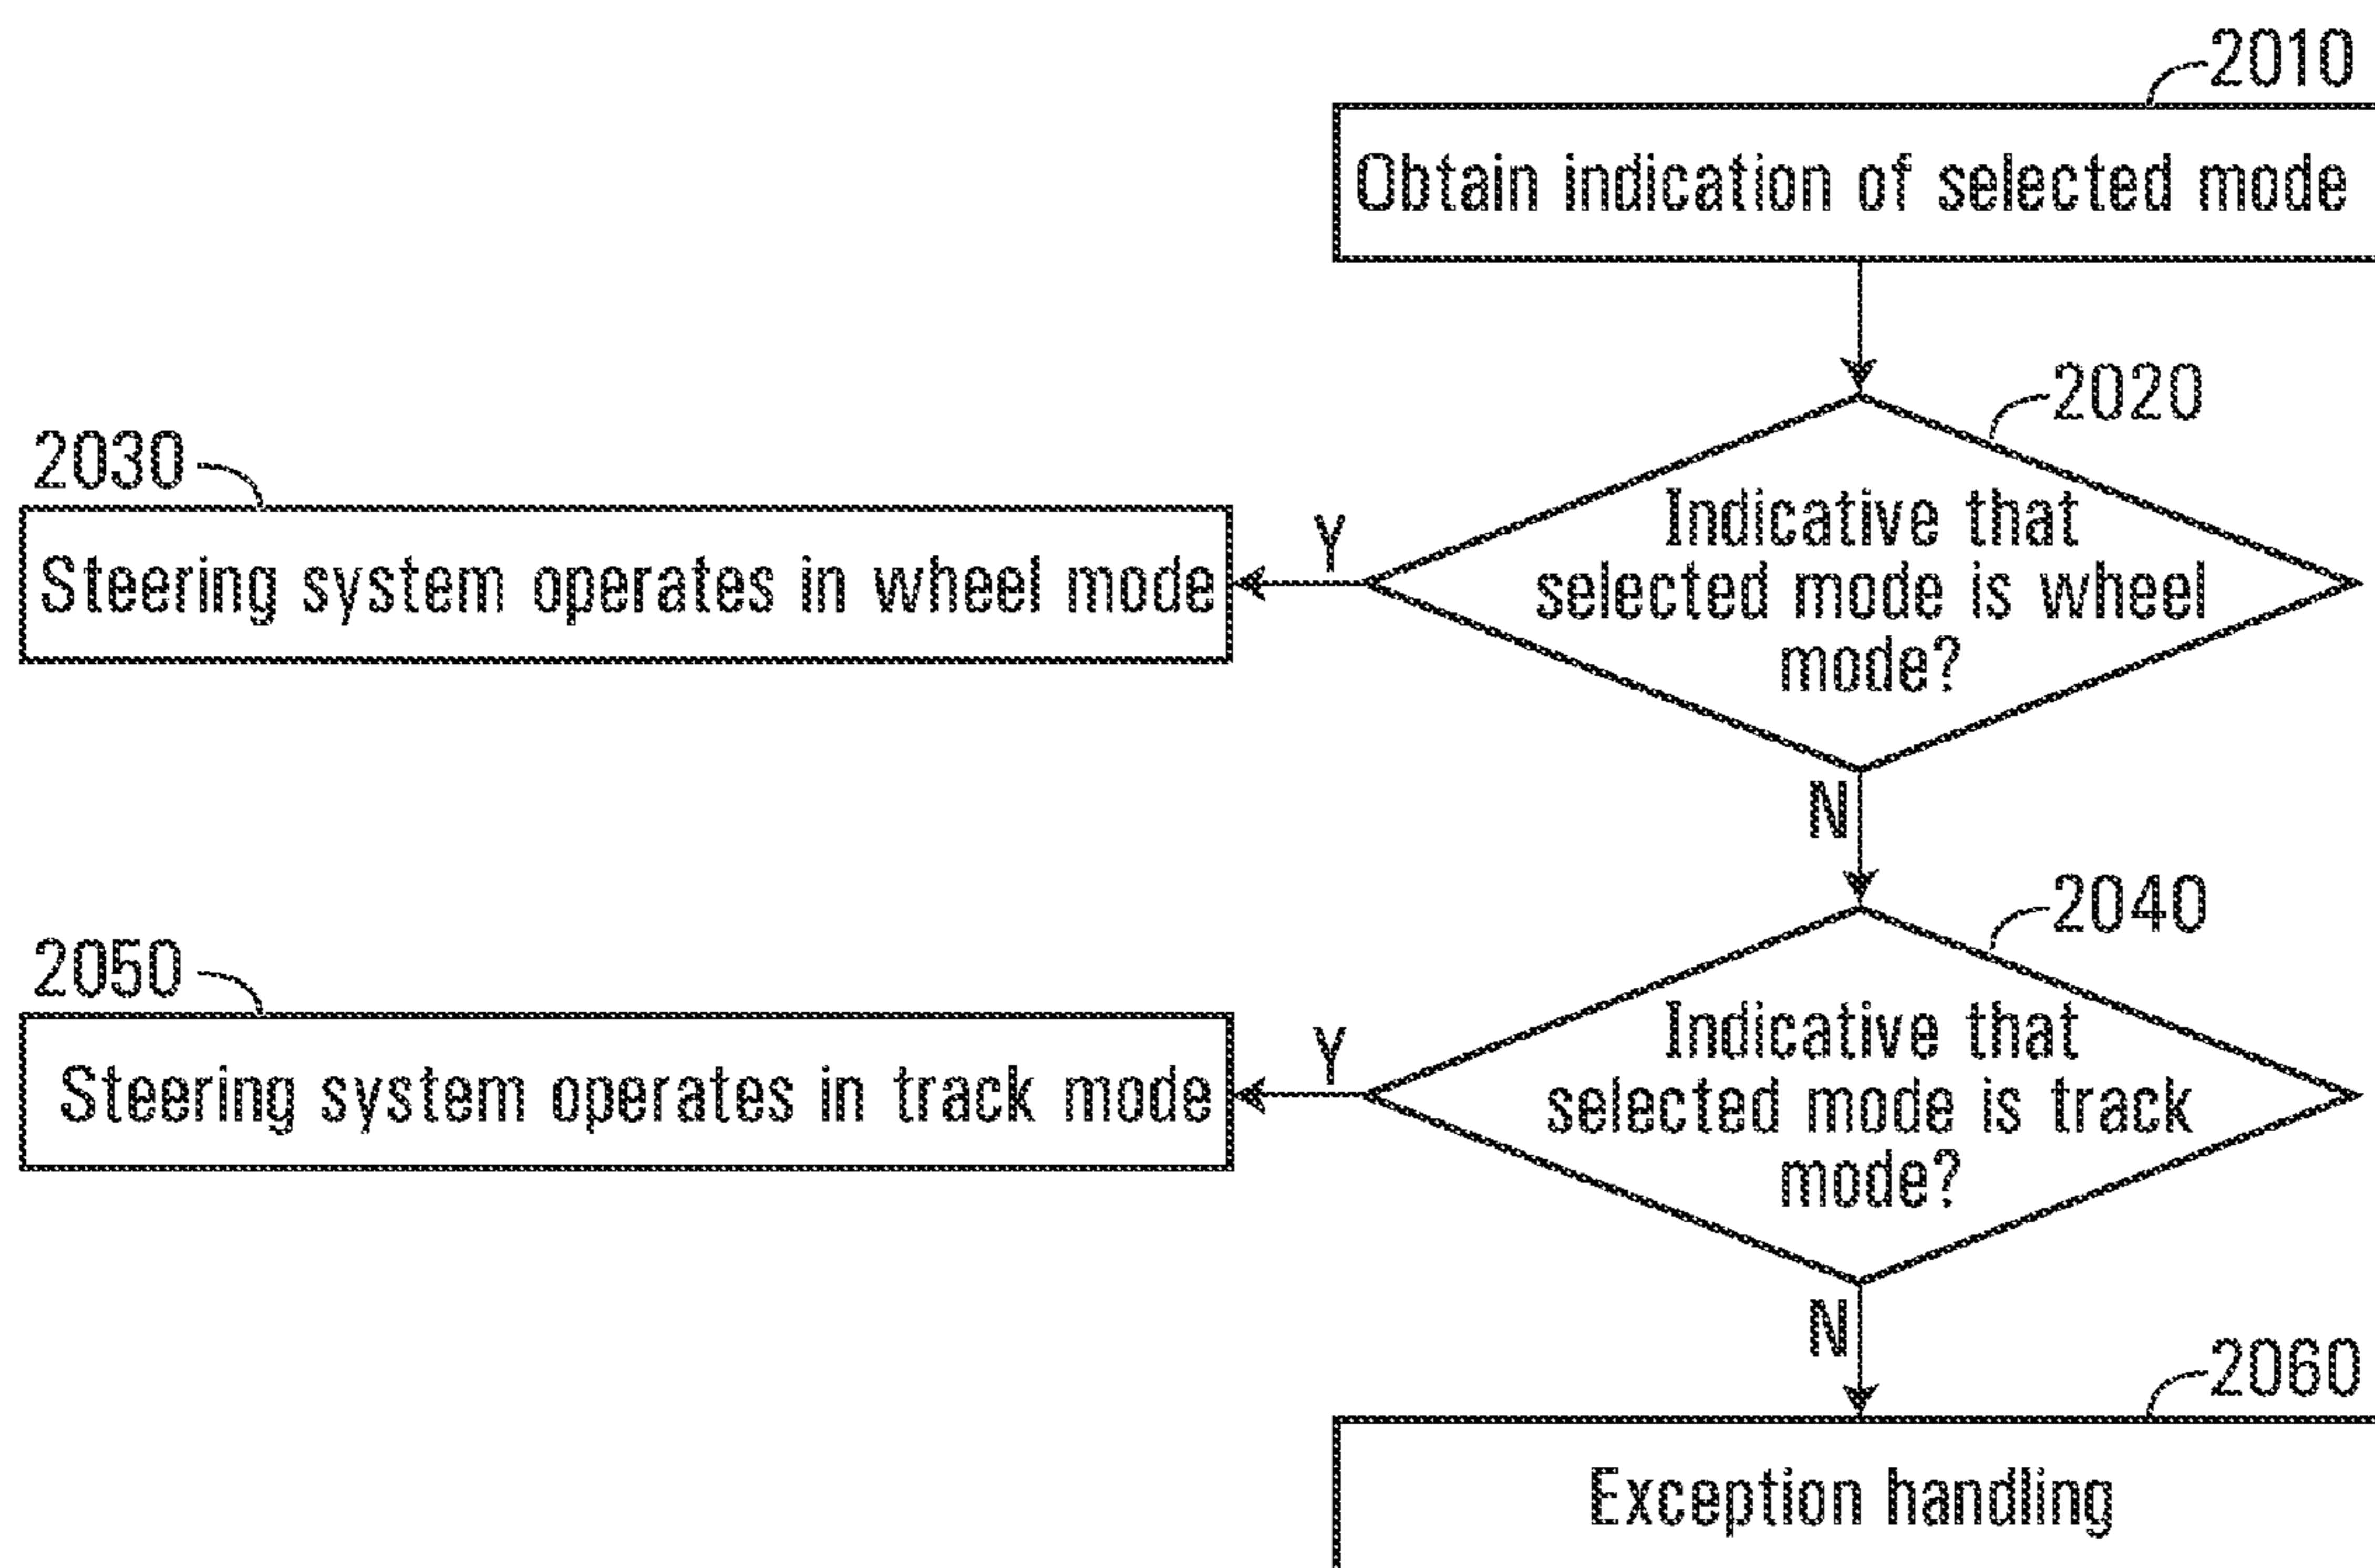 2010
Obtain indication of selected mode
2020
Indicative that
selected mode is wheel
mode?
Y
2030
Steering system operates in wheel mode
N
2040
Indicative that
selected mode is track
mode?
Y
2050
Steering system operates in track mode
N
2060
Exception handling